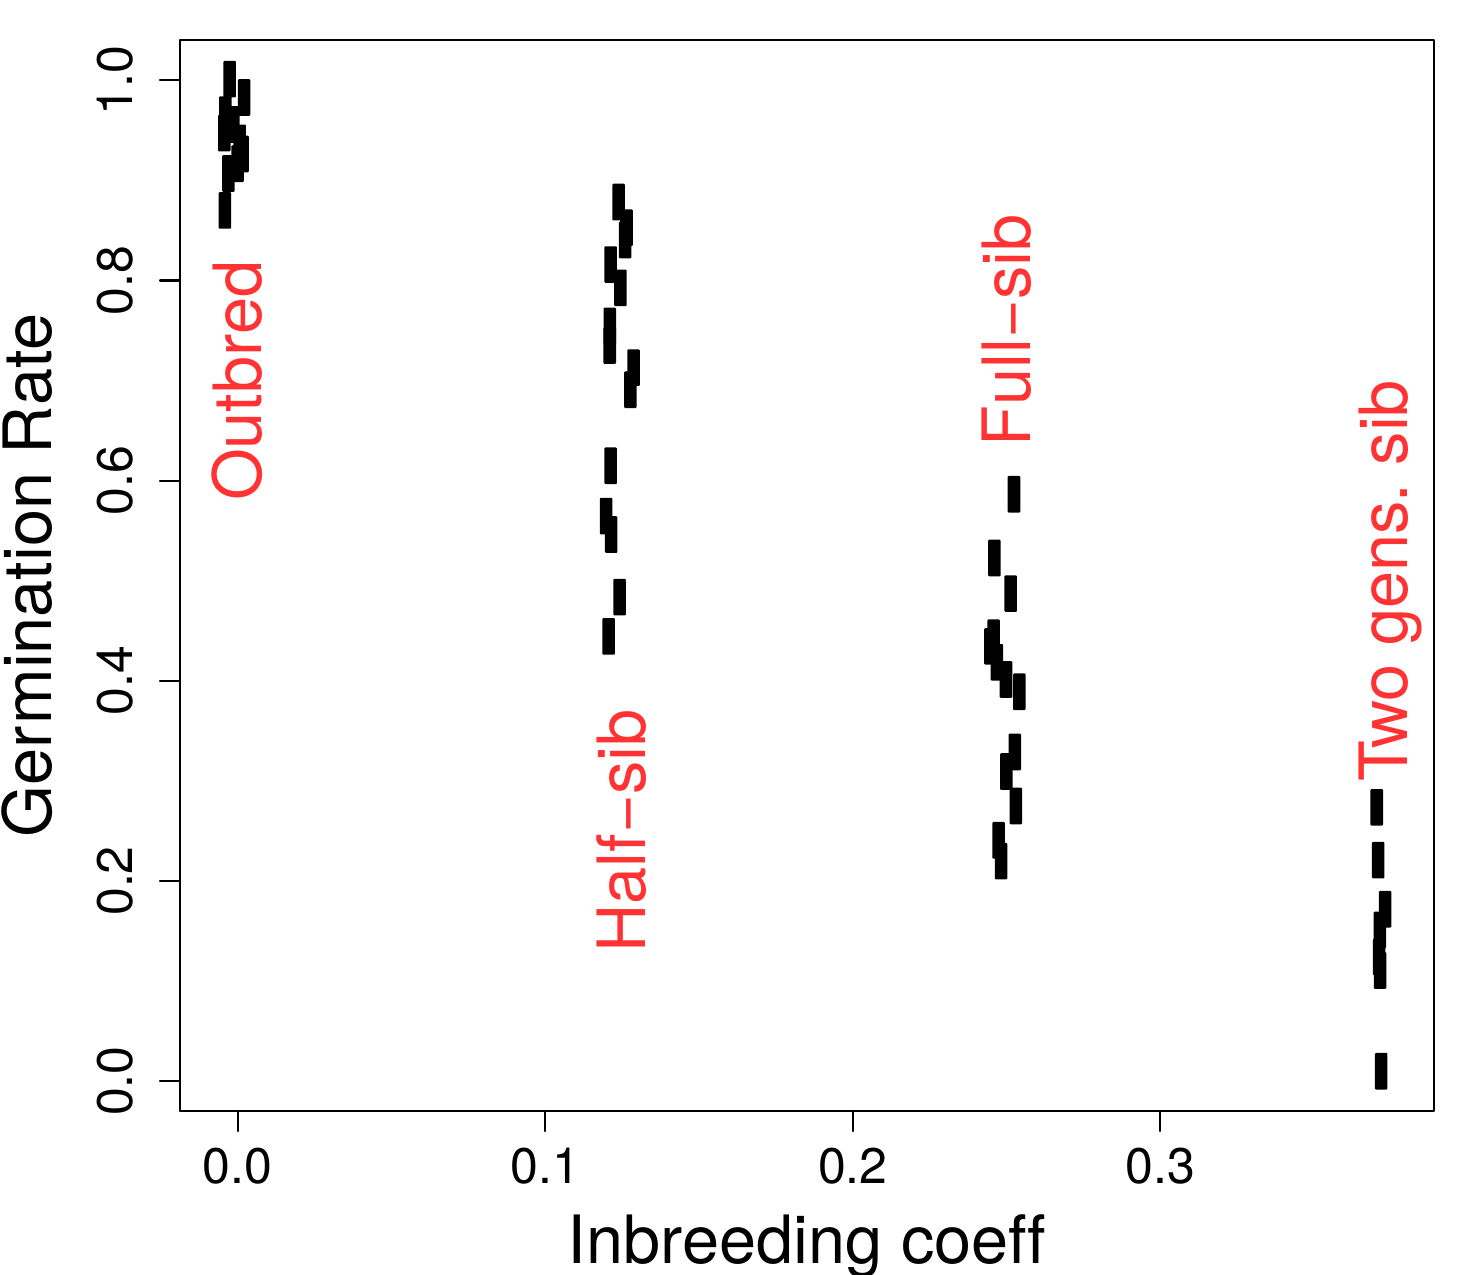 1.0
0.8
0.6
0.4
0.2
0.0
Germination Rate
Outbred
Half−sib
Full−sib
Two gens. sib
0.0 0.1 0.2 0.3
Inbreeding coeff